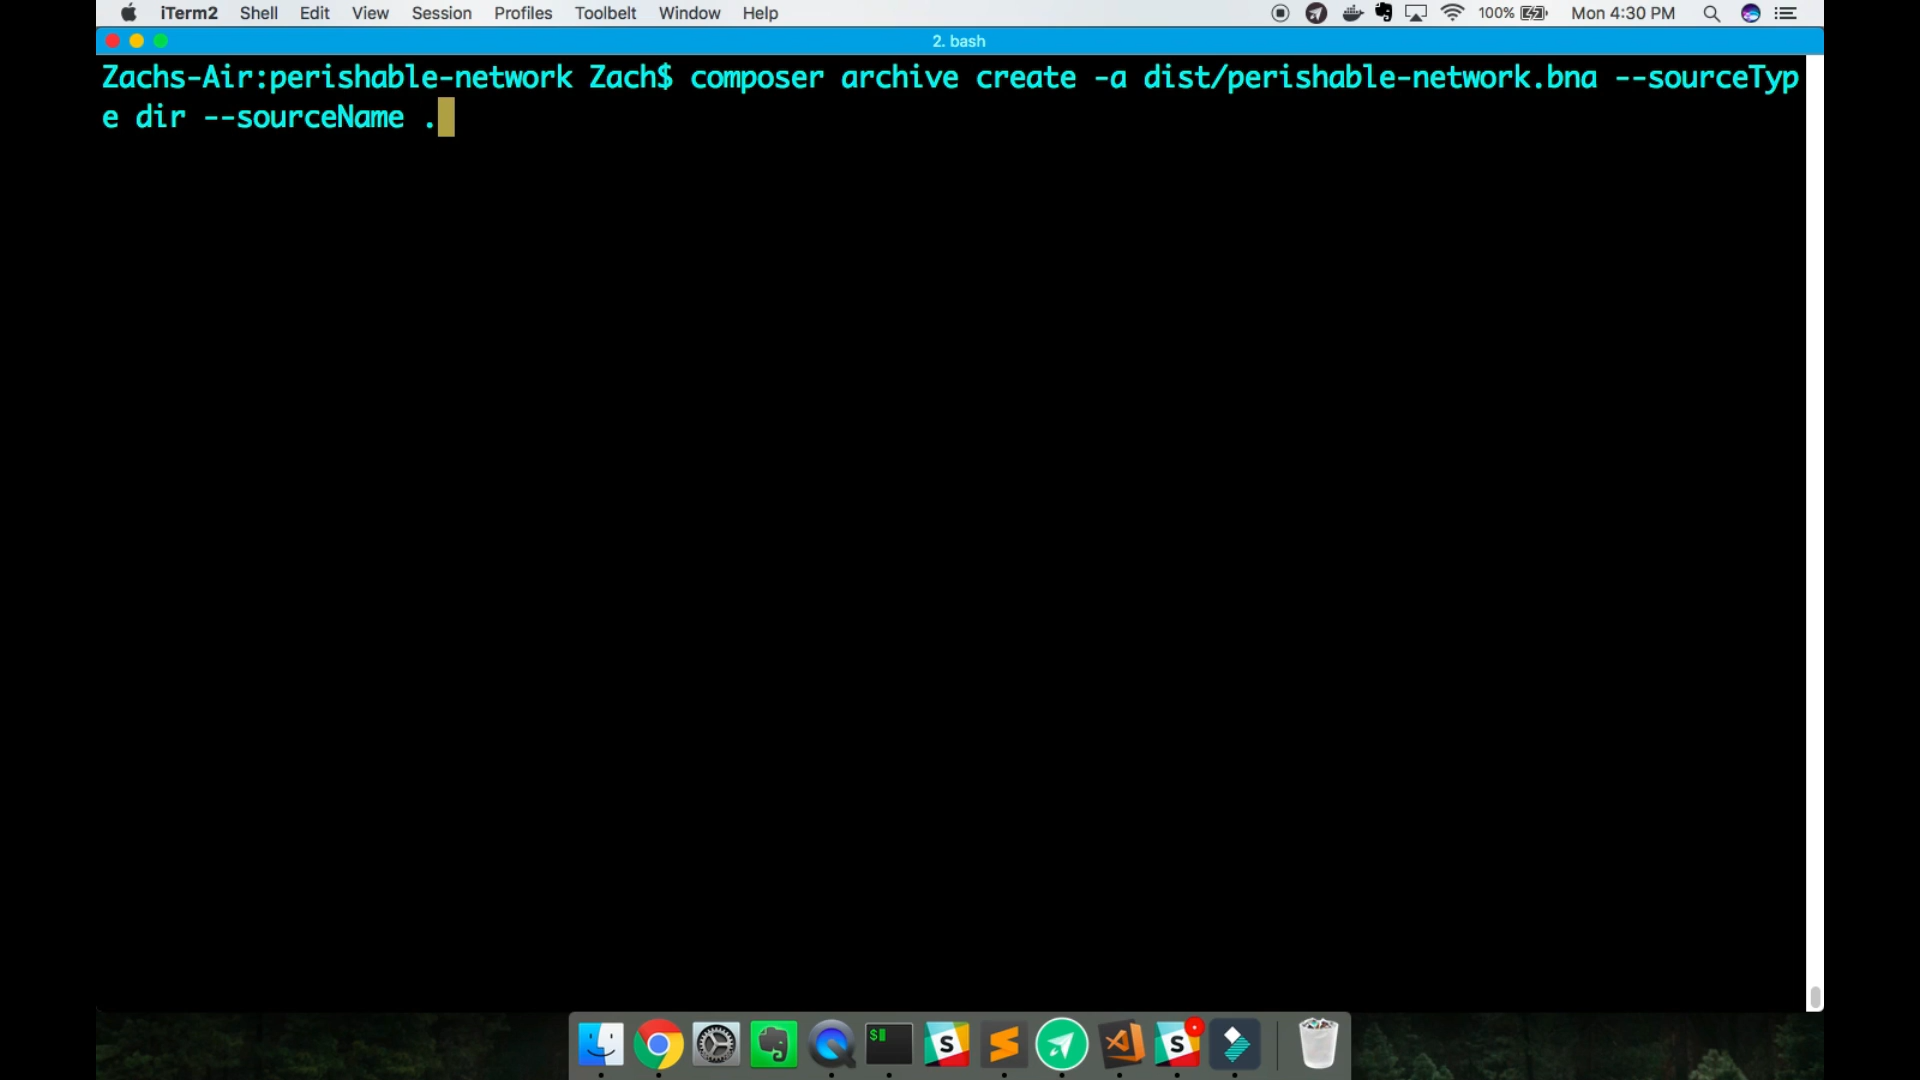 iTerm2 Shell Edit View Session Profiles Toolbelt Window Help 100% Mon 4:30 PM
2. bash
Zachs-Air:perishable-network Zach$ composer archive create -a dist/perishable-network.bna --sourceTyp
e dir --sourceName .
$
S S S